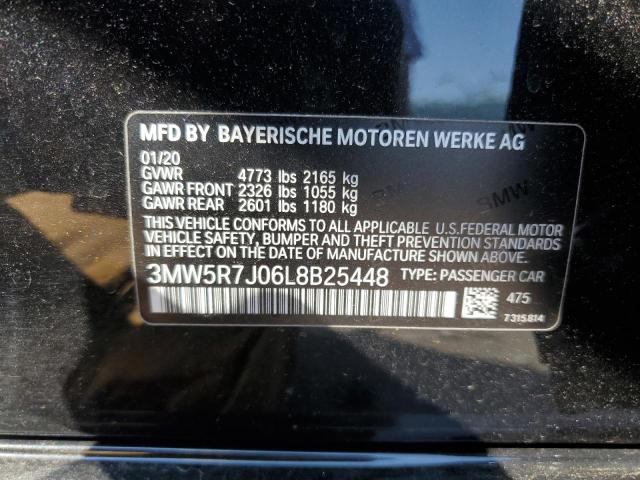 MFD BY BAYERISCHE MOTOREN WERKE AG
01/20
GVWR 4773 lbs 2165 kg
GAWR FRONT 2326 lbs 1055 kg
GAWR REAR 2601 lbs 1180 kg
THIS VEHICLE CONFORMS TO ALL APPLICABLE U.S.FEDERAL MOTOR
VEHICLE SAFETY, BUMPER AND THEFT PREVENTION STANDARDS
IN EFFECT ON THE DATE OF MANUFACTURE SHOWN ABOVE.
3MW5R7J06L8B25448 TYPE: PASSENGER CAR
475
7315814
BMW
BMW